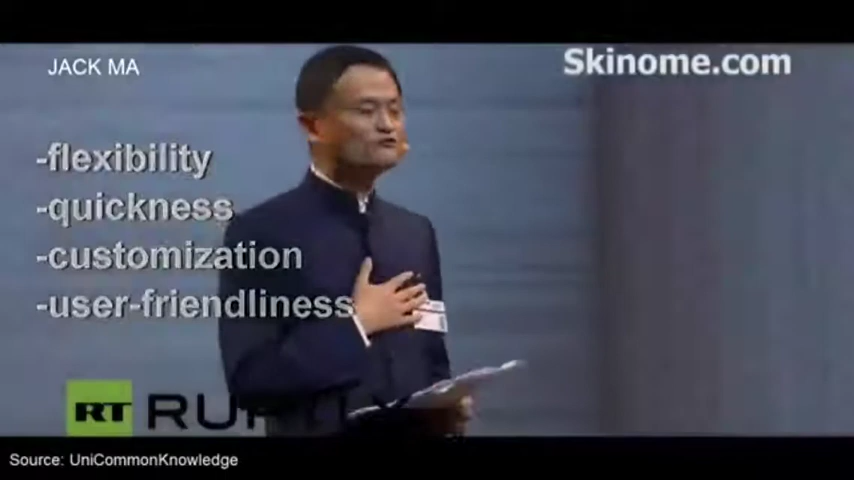 JACK MA
Skinome.com
-flexibility
-quickness
-customization
-user-friendliness
RT
Source: UniCommonKnowledge